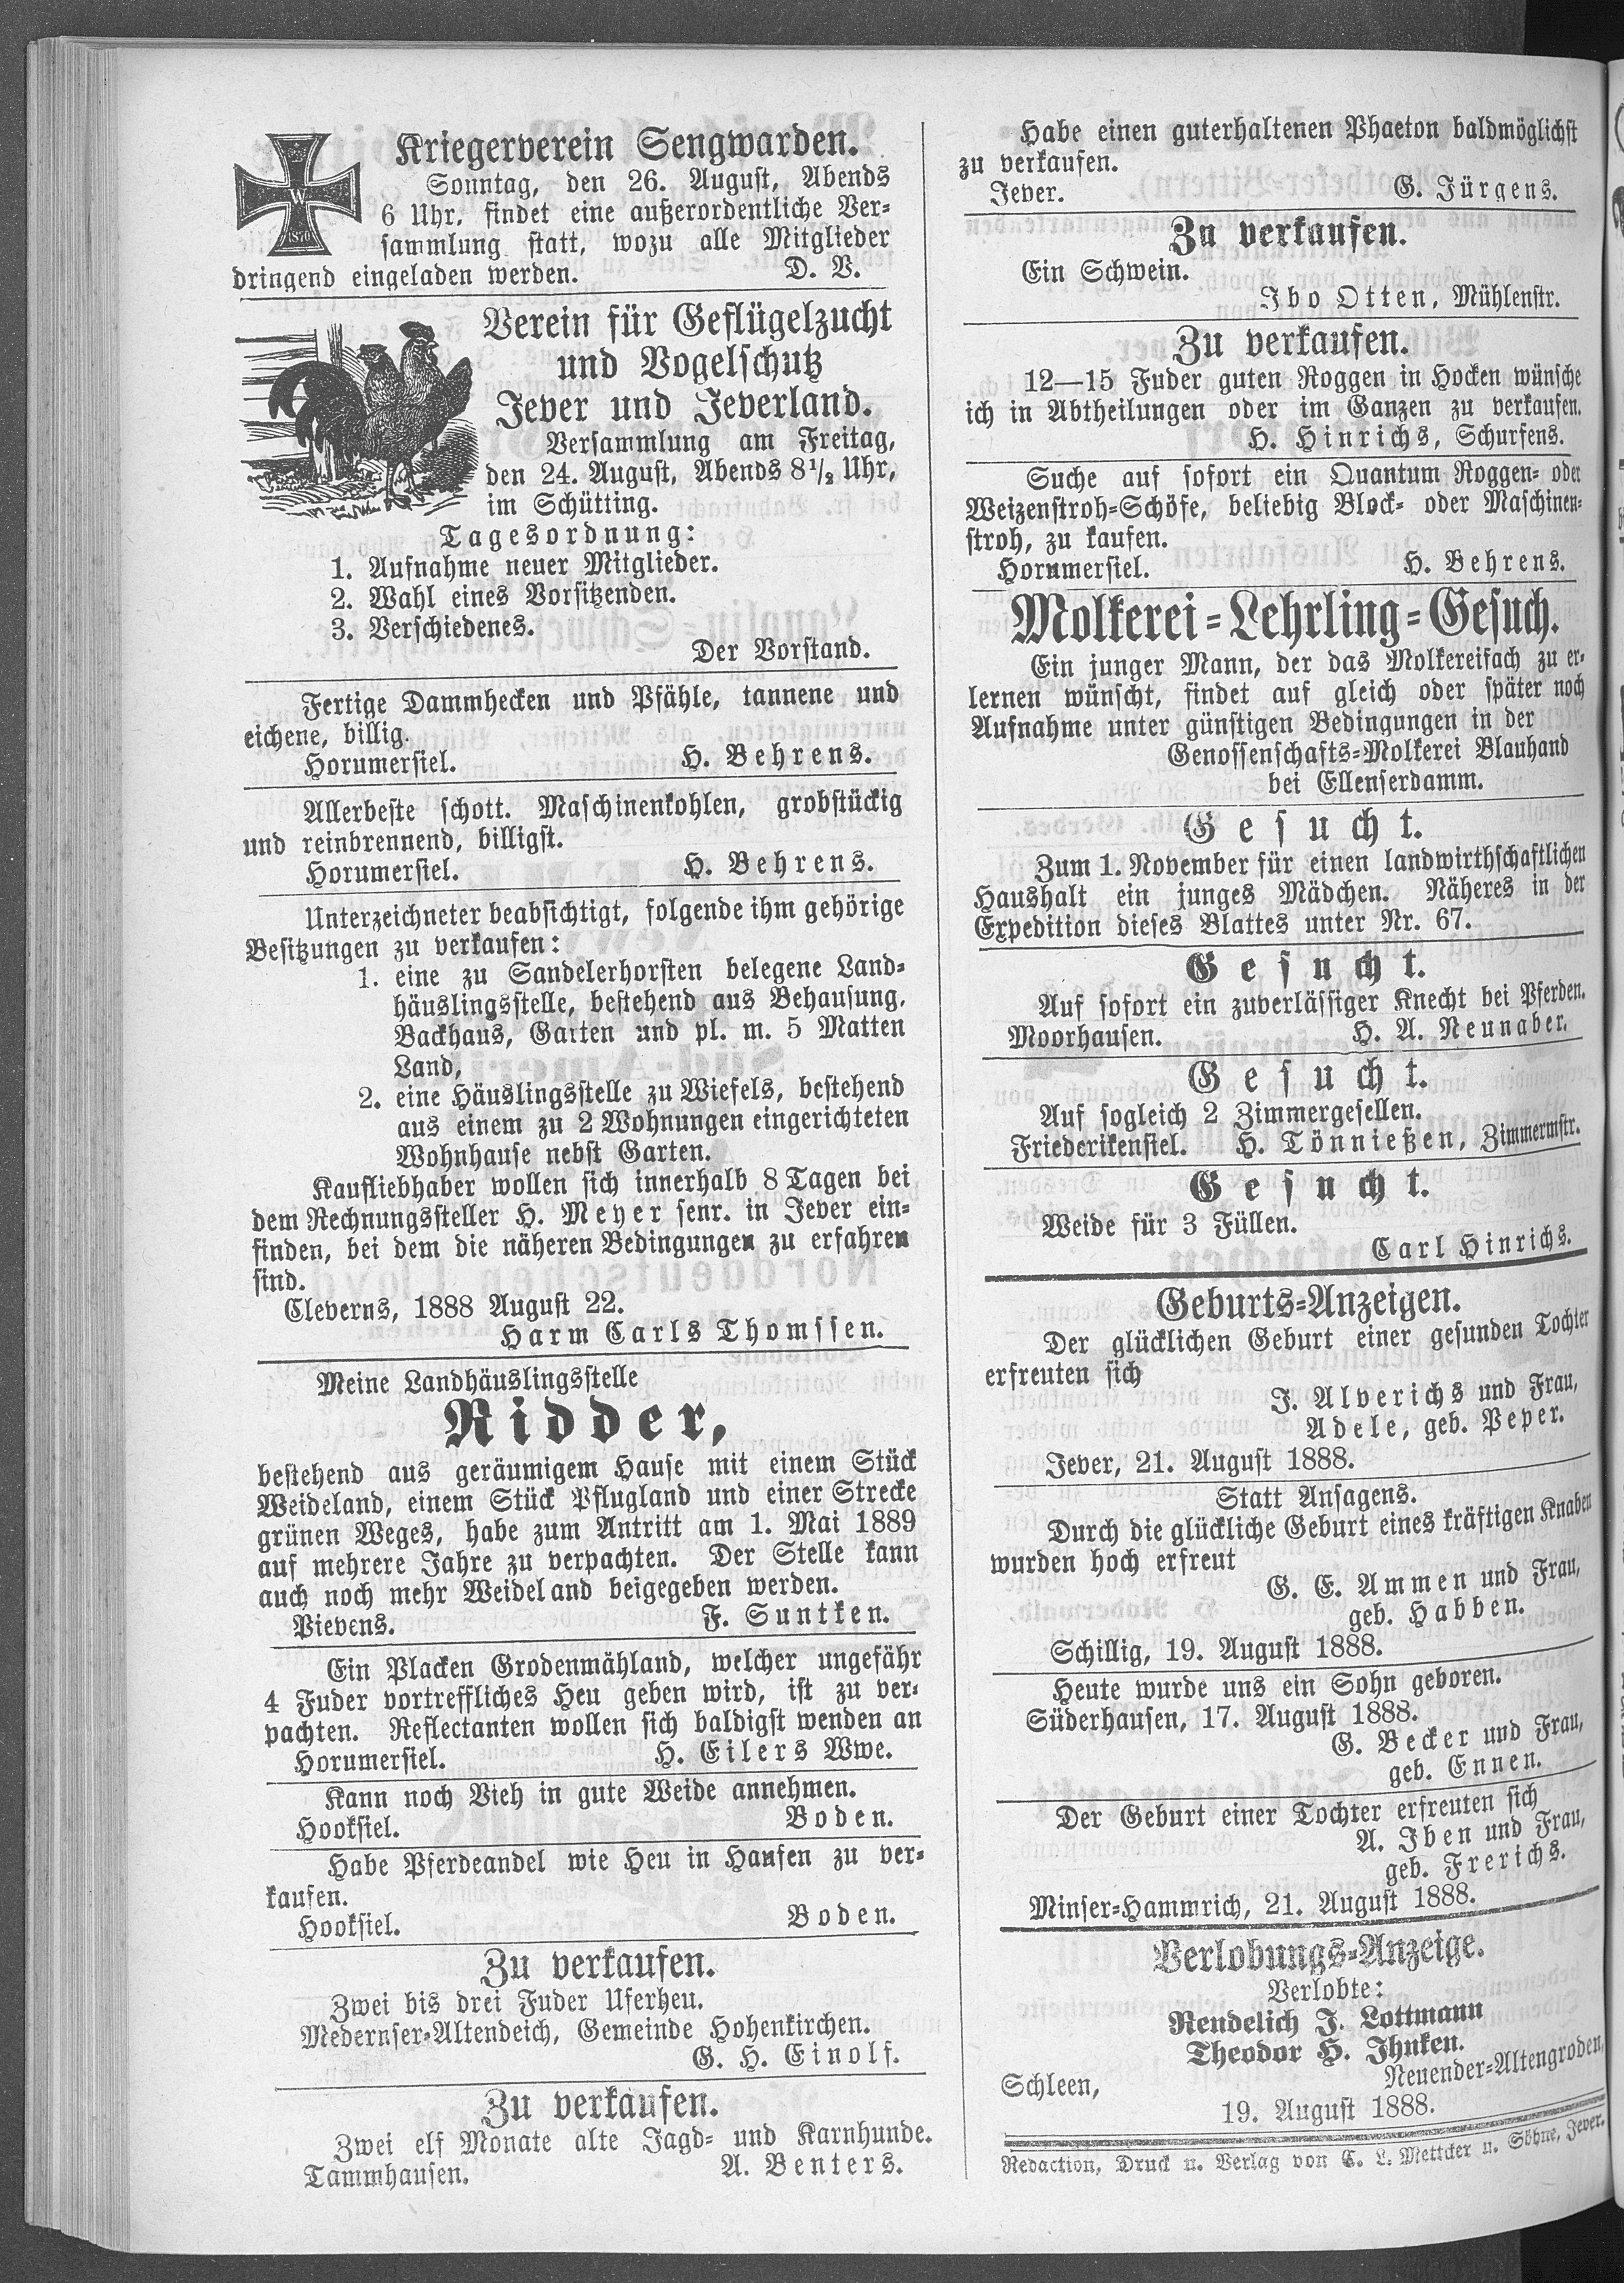 Kriegerverein Sengwarden.
Sonntag, den 26. August, Abends
6 Uhr, findet eine außerordentliche Ver-
sammlung statt, wozu alle Mitglieder
dringend eingeladen werden. D. V.
W
1870
Verein für Geflügelzucht
und Vogelschutz
Jever und Jeverland.
Versammlung am Freitag,
den 24. August, Abends 8½ Uhr,
im Schütting.
Tagesordnung:
1. Aufnahme neuer Mitglieder.
2. Wahl eines Vorsitzenden.
3. Verschiedenes.
Der Vorstand.
Fertige Dammhecken und Pfähle, tannene und
eichene, billig.
Horumersiel. H. Behrens.
Allerbeste schott. Maschinenkohlen, grobstückig
und reinbrennend, billigst.
Horumersiel. H. Behrens.
Unterzeichneter beabsichtigt, folgende ihm gehörige
Besitzungen zu verkaufen:
1. eine zu Sandelerhorsten belegene Land-
häuslingsstelle, bestehend aus Behausung,
Backhaus, Garten und pl. m. 5 Matten
Land,
2. eine Häuslingsstelle zu Wiefels, bestehend
aus einem zu 2 Wohnungen eingerichteten
Wohnhause nebst Garten.
Kaufliebhaber wollen sich innerhalb 8 Tagen bei
dem Rechnungssteller H. Meyer senr. in Jever ein-
finden, bei dem die näheren Bedingungen zu erfahren
sind.
Cleverns, 1888 August 22.
Harm Carls Thomssen.
Meine Landhäuslingsstelle
Ridder,
bestehend aus geräumigem Hause mit einem Stück
Weideland, einem Stück Pflugland und einer Strecke
grünen Weges, habe zum Antritt am 1. Mai 1889
auf mehrere Jahre zu verpachten. Der Stelle kann
auch noch mehr Weideland beigegeben werden.
Pievens. F. Suntken.
Ein Placken Grodenmähland, welcher ungefähr
4 Fuder vortreffliches Heu geben wird, ist zu ver-
pachten. Reflectanten wollen sich baldigst wenden an
Horumersiel. H. Eilers Wwe.
Kann noch Vieh in gute Weide annehmen.
Hooksiel. Boden.
Habe Pferdeandel wie Heu in Haufen zu ver-
kaufen.
Hooksiel. Boden.
Zu verkaufen.
Zwei bis drei Fuder Uferheu.
Medernser-Altendeich, Gemeinde Hohenkirchen.
G. H. Einolf.
Zu verkaufen.
Zwei elf Monate alte Jagd- und Karnhunde.
Tammhausen. A. Benters.
Habe einen guterhaltenen Phaeton baldmöglichst
zu verkaufen.
Jever. G. Jürgens.
Zu verkaufen.
Ein Schwein.
Ibo Otten, Mühlenstr.
Zu verkaufen.
12—15 Fuder guten Roggen in Hocken wünsche
ich in Abtheilungen oder im Ganzen zu verkaufen.
H. Hinrichs, Schurfens.
Suche auf sofort ein Quantum Roggen- oder
Weizenstroh-Schöfe, beliebig Block- oder Maschinen-
stroh, zu kaufen.
Horumersiel. H. Behrens.
Molkerei-Lehrling-Gesuch.
Ein junger Mann, der das Molkereifach zu er-
lernen wünscht, findet auf gleich oder später noch
Aufnahme unter günstigen Bedingungen in der
Genossenschafts-Molkerei Blauhand
bei Ellenserdamm.
Gesucht.
Zum 1. November für einen landwirthschaftlichen
Haushalt ein junges Mädchen. Näheres in der
Expedition dieses Blattes unter Nr. 67.
Gesucht.
Auf sofort ein zuverlässiger Knecht bei Pferden.
Moorhausen. H. A. Neunaber.
Gesucht.
Auf sogleich 2 Zimmergesellen.
Friederikensiel. H. Tönnießen, Zimmermstr.
Gesucht.
Weide für 3 Füllen.
Carl Hinrichs.
Geburts-Anzeigen.
Der glücklichen Geburt einer gesunden Tochter
erfreuten sich
J. Alverichs und Frau,
Adele, geb. Peper.
Jever, 21. August 1888.
Statt Ansagens.
Durch die glückliche Geburt eines kräftigen Knaben
wurden hoch erfreut
G. E. Ammen und Frau,
geb. Habben.
Schillig, 19. August 1888.
Heute wurde uns ein Sohn geboren.
Süderhausen, 17. August 1888.
G. Becker und Frau,
geb. Ennen.
Der Geburt einer Tochter erfreuten sich
A. Iben und Frau,
geb. Frerichs.
Minser-Hammrich, 21. August 1888.
Verlobungs-Anzeige.
Verlobte:
Rendelich J. Lottmann
Theodor H. Ihnken.
Schleen, Neuender-Altengroden,
19. August 1888.
Redaction, Druck u. Verlag von C. L. Mettcker u. Söhne, Jever.